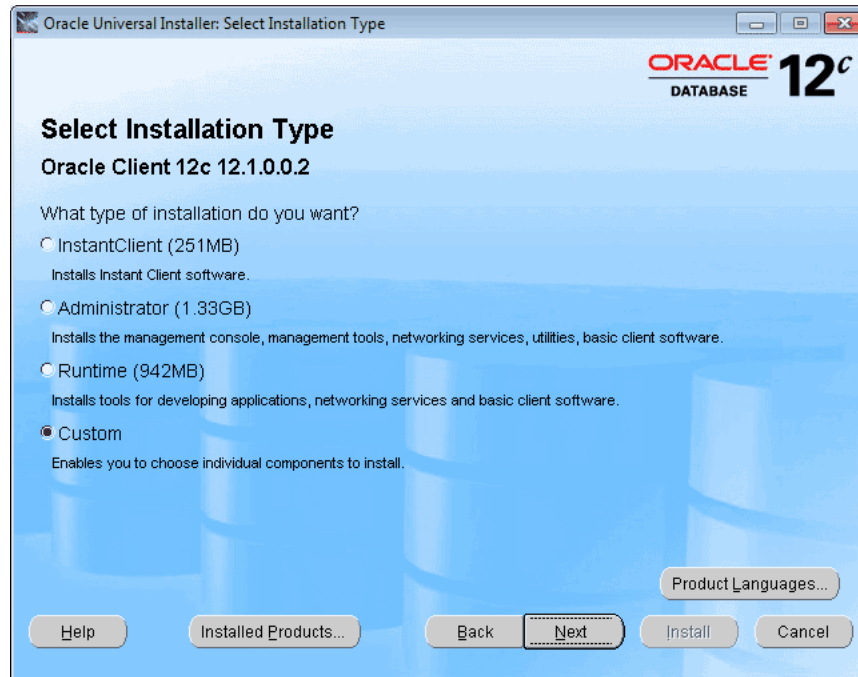 Oracle Universal Installer: Select Installation Type
ORACLE
DATABASE 12c
Select Installation Type
Oracle Client 12c 12.1.0.0.2
What type of installation do you want?
InstantClient (251MB)
Installs Instant Client software.
Administrator (1.33GB)
Installs the management console, management tools, networking services, utilities, basic client software.
Runtime (942MB)
Installs tools for developing applications, networking services and basic client software.
Custom
Enables you to choose individual components to install.
Product Languages...
Help Installed Products... Back Next Install Cancel